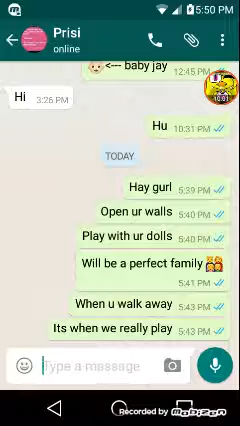 5:50 PM
Prisi
online
<--- baby jay
12:45 PM
Hi
3:26 PM
10:01
Hu
10:31 PM
TODAY
Hay gurl
5:39 PM
Open ur walls
5:40 PM
Play with ur dolls
5:40 PM
Will be a perfect family
5:41 PM
When u walk away
5:43 PM
Its when we really play
5:43 PM
Type a message
Recorded by Mobizen